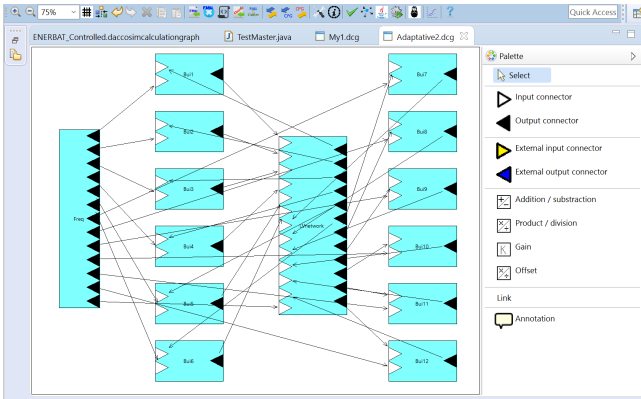 75%
Quick Access
ENERBAT_Controlled.daccosimcalculationgraph
TestMaster.java
My1.dcg
Adaptative2.dcg
Palette
Select
Input connector
Output connector
External input connector
External output connector
Addition / substraction
Product / division
Gain
Offset
Link
Annotation
Freq
Bui1
Bui2
Bui3
Bui4
Bui5
Bui6
Bui7
Bui8
Bui9
Bui10
Bui11
Bui12